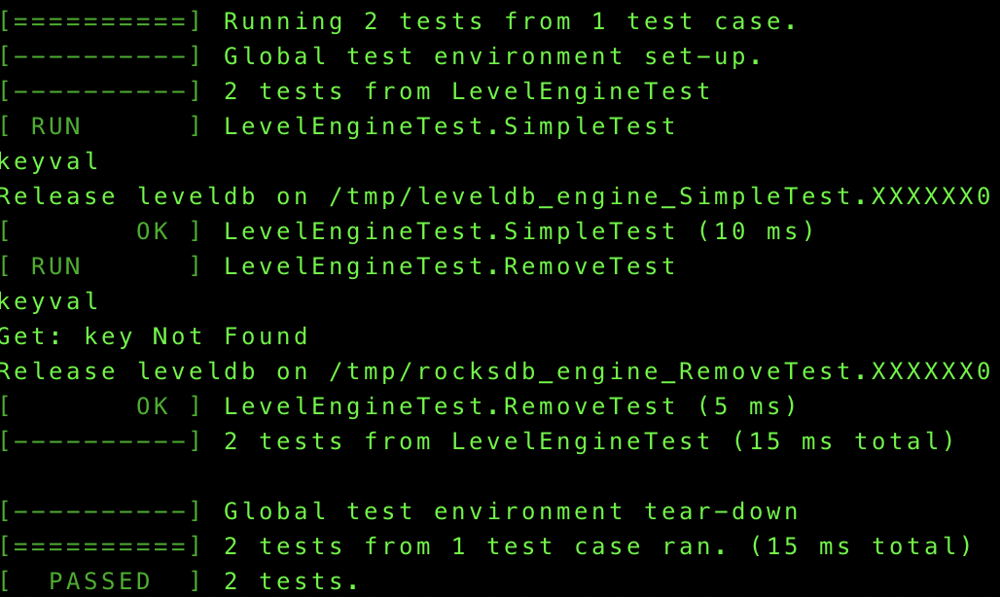 [==========] Running 2 tests from 1 test case.
[----------] Global test environment set-up.
[----------] 2 tests from LevelEngineTest
[ RUN      ] LevelEngineTest.SimpleTest
keyval
Release leveldb on /tmp/leveldb_engine_SimpleTest.XXXXXX0
[       OK ] LevelEngineTest.SimpleTest (10 ms)
[ RUN      ] LevelEngineTest.RemoveTest
keyval
Get: key Not Found
Release leveldb on /tmp/rocksdb_engine_RemoveTest.XXXXXX0
[       OK ] LevelEngineTest.RemoveTest (5 ms)
[----------] 2 tests from LevelEngineTest (15 ms total)
[----------] Global test environment tear-down
[==========] 2 tests from 1 test case ran. (15 ms total)
[  PASSED  ] 2 tests.